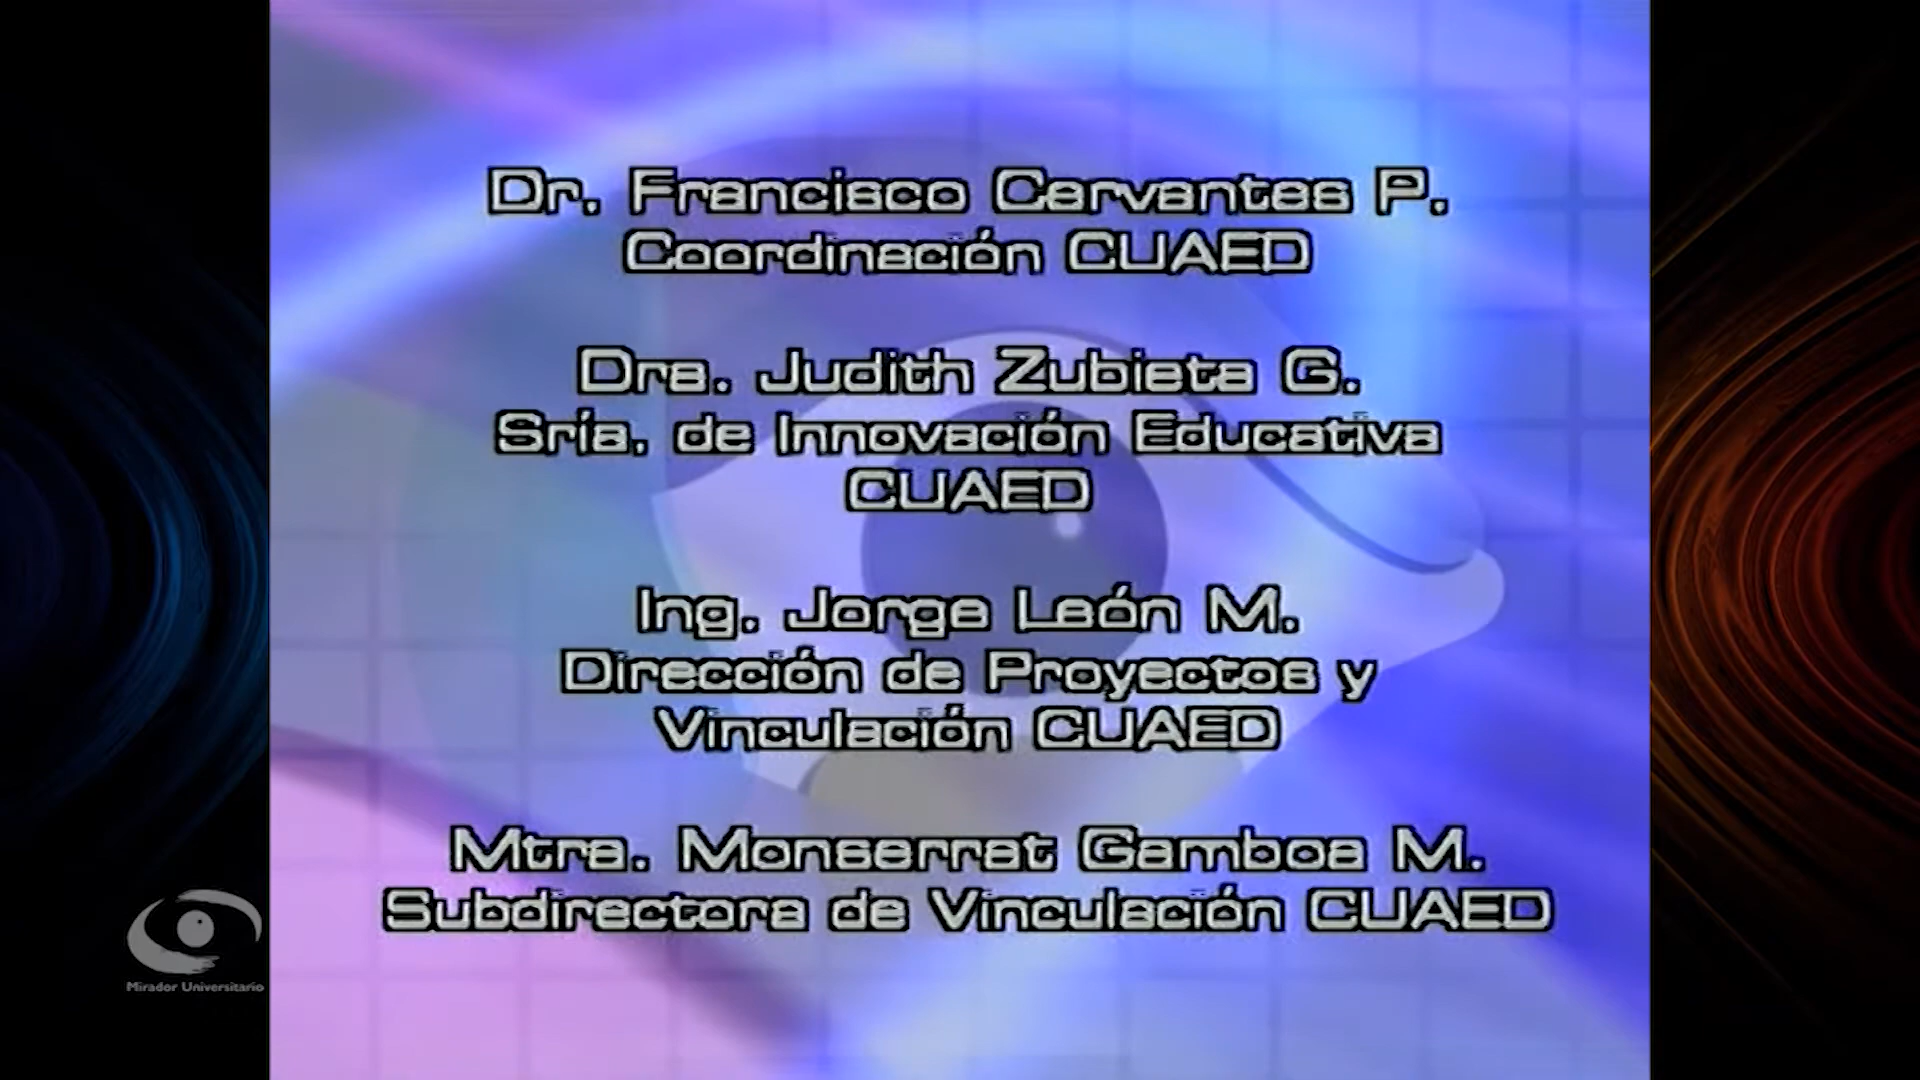 Dr. Francisco Cervantes P.
Coordinación CUAED
Dra. Judith Zubieta G.
Sría. de Innovación Educativa
CUAED
Ing. Jorge León M.
Dirección de Proyectos y
Vinculación CUAED
Mtra. Monserrat Gamboa M.
Subdirectora de Vinculación CUAED
Mirador Universitario